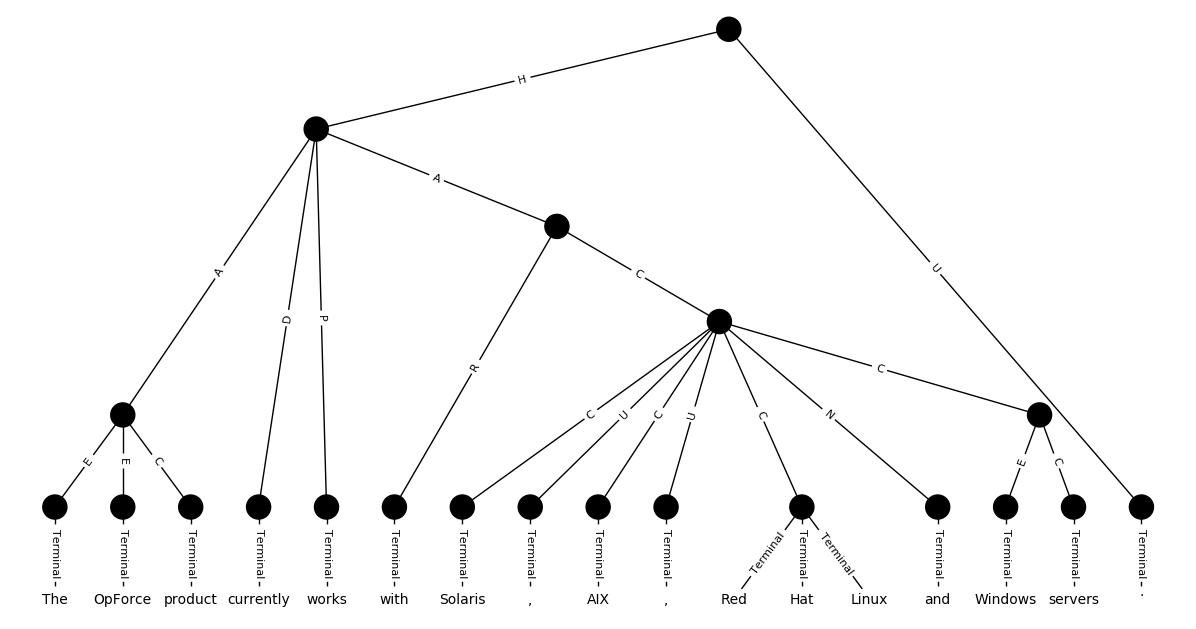 H
A
A
C
U
A
D
P
R
C
C
U
C
U
C
N
E
E
C
E
C
Terminal Terminal Terminal Terminal Terminal Terminal Terminal Terminal Terminal Terminal Terminal Terminal Terminal Terminal Terminal Terminal Terminal
The OpForce product currently works with Solaris , AIX , Red Hat Linux and Windows servers .